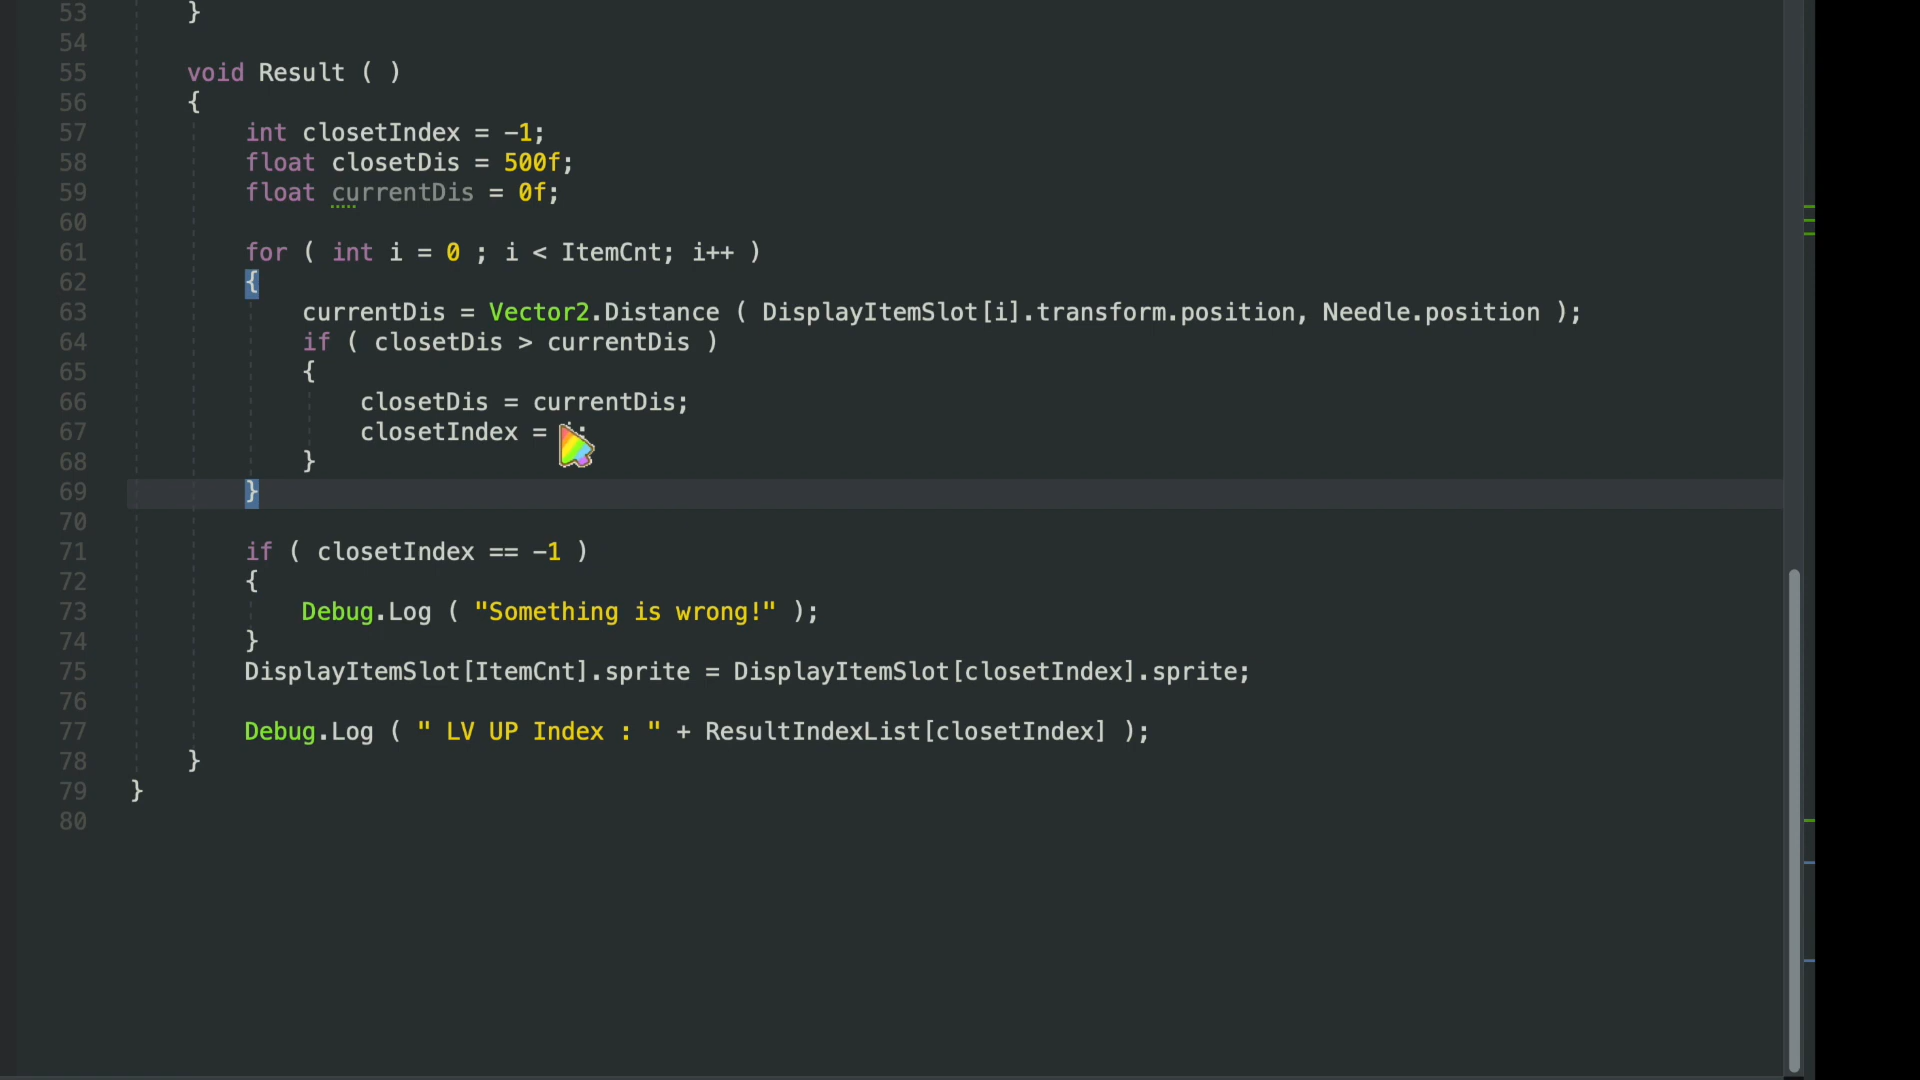 53 }
54
55 void Result ( )
56 {
57 int closetIndex = -1;
58 float closetDis = 500f;
59 float currentDis = 0f;
60
61 for ( int i = 0 ; i < ItemCnt; i++ )
62 {
63 currentDis = Vector2.Distance ( DisplayItemSlot[i].transform.position, Needle.position );
64 if ( closetDis > currentDis )
65 {
66 closetDis = currentDis;
67 closetIndex = ;
68 }
69 }
70
71 if ( closetIndex == -1 )
72 {
73 Debug.Log ( "Something is wrong!" );
74 }
75 DisplayItemSlot[ItemCnt].sprite = DisplayItemSlot[closetIndex].sprite;
76
77 Debug.Log ( " LV UP Index : " + ResultIndexList[closetIndex] );
78 }
79 }
80